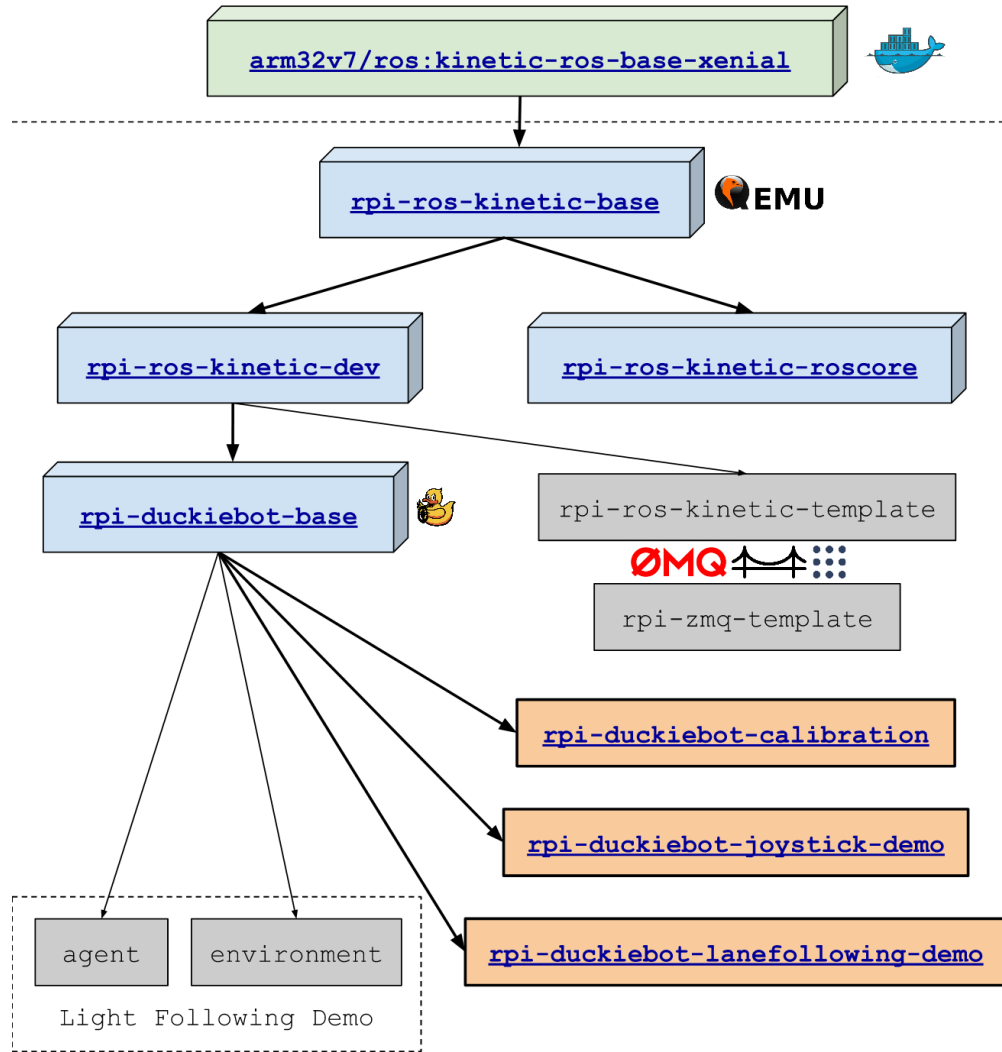 arm32v7/ros:kinetic-ros-base-xenial
rpi-ros-kinetic-base
QEMU
rpi-ros-kinetic-dev
rpi-ros-kinetic-roscore
rpi-duckiebot-base
rpi-ros-kinetic-template
ØMQ
rpi-zmq-template
rpi-duckiebot-calibration
rpi-duckiebot-joystick-demo
rpi-duckiebot-lanefollowing-demo
agent
environment
Light Following Demo